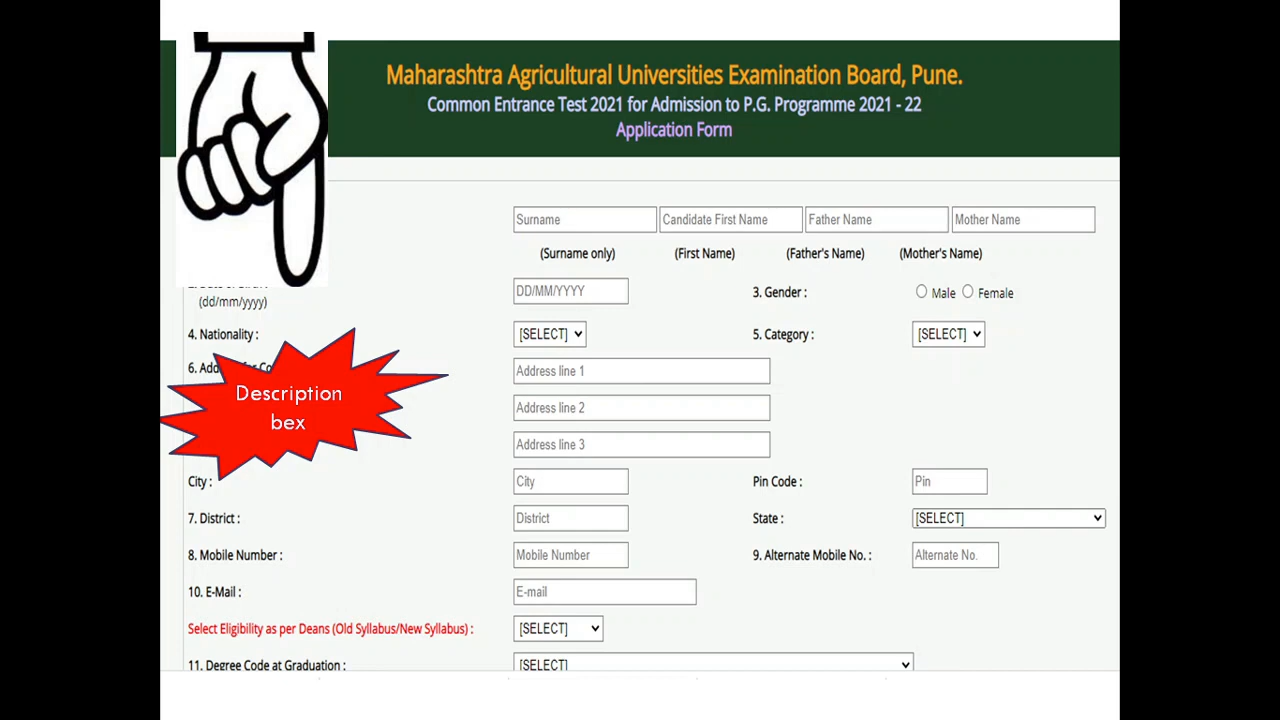 Maharashtra Agricultural Universities Examination Board, Pune.
Common Entrance Test 2021 for Admission to P.G. Programme 2021 - 22
Application Form
Surname Candidate First Name Father Name Mother Name
(Surname only) (First Name) (Father's Name) (Mother's Name)
DD/MM/YYYY 3. Gender : Male Female
(dd/mm/yyyy)
4. Nationality : [SELECT] 5. Category : [SELECT]
6. Address line 1
Description
bex
Address line 2
Address line 3
City : City Pin Code : Pin
7. District : District State : [SELECT]
8. Mobile Number : Mobile Number 9. Alternate Mobile No. : Alternate No.
10. E-Mail : E-mail
Select Eligibility as per Deans (Old Syllabus/New Syllabus) : [SELECT]
11. Degree Code at Graduation : [SELECT]